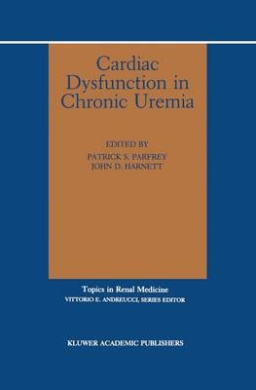 Cardiac
Dysfunction in
Chronic Uremia
EDITED BY
PATRICK S. PARFREY
JOHN D. HARNETT
Topics in Renal Medicine
VITTORIO E. ANDREUCCI, SERIES EDITOR
KLUWER ACADEMIC PUBLISHERS